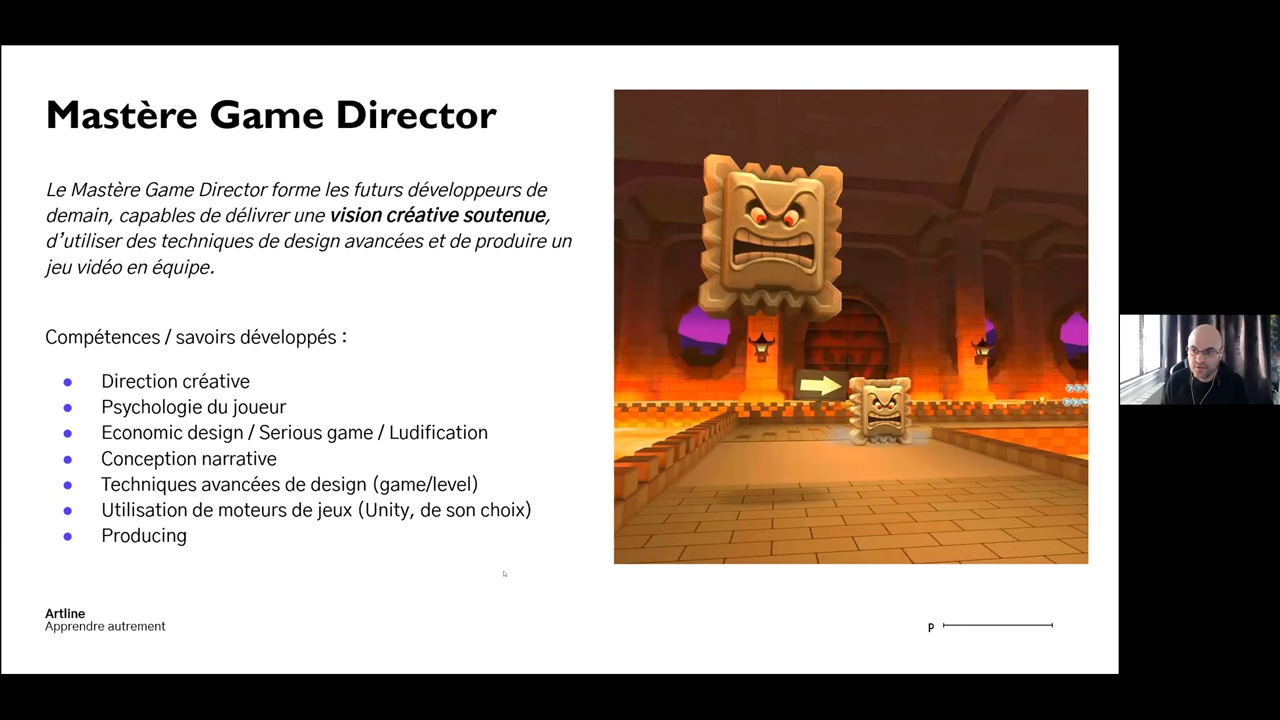 Mastère Game Director
Le Mastère Game Director forme les futurs développeurs de
demain, capables de délivrer une vision créative soutenue,
d’utiliser des techniques de design avancées et de produire un
jeu vidéo en équipe.
Compétences / savoirs développés :
● Direction créative
● Psychologie du joueur
● Economic design / Serious game / Ludification
● Conception narrative
● Techniques avancées de design (game/level)
● Utilisation de moteurs de jeux (Unity, de son choix)
● Producing
Artline
Apprendre autrement
P